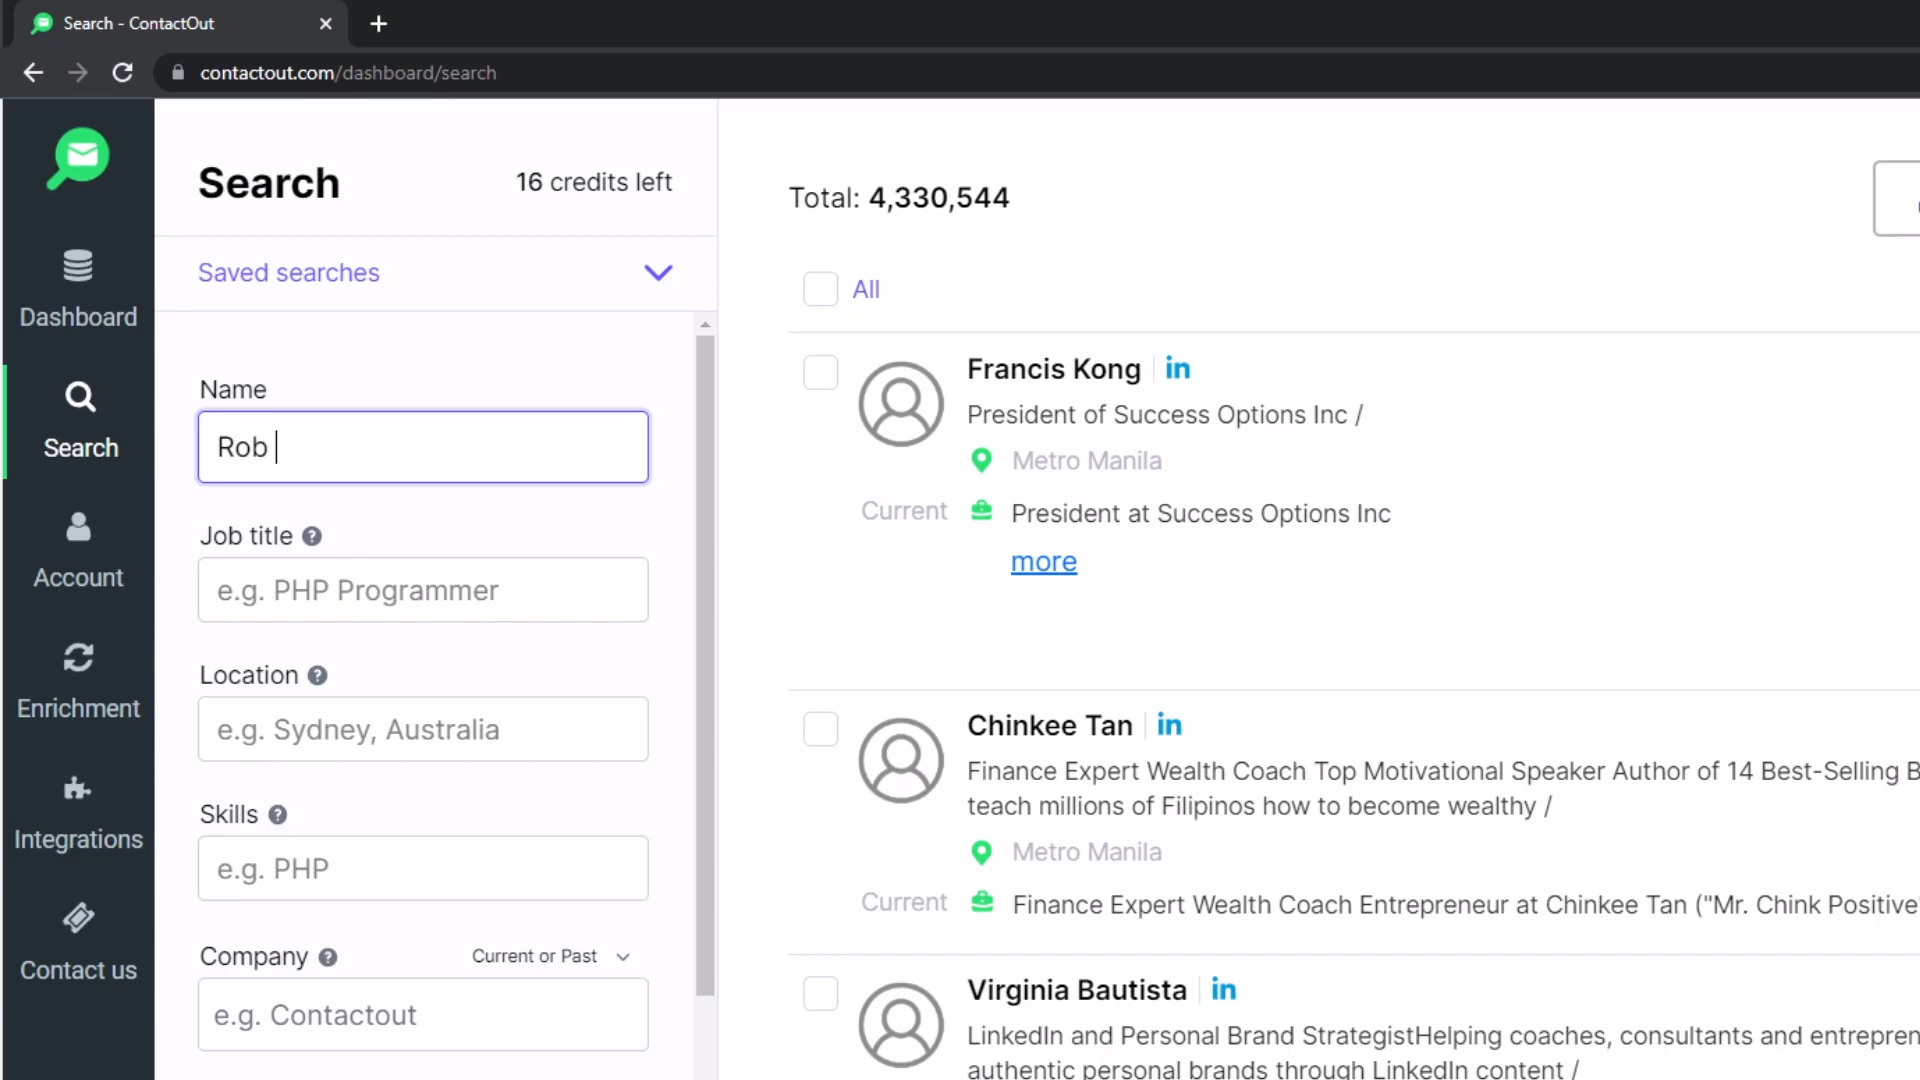 Search - ContactOut
contactout.com/dashboard/search
Dashboard
Search
Account
Enrichment
Integrations
Contact us
Search
16 credits left
Saved searches
Name
Rob
Job title
e.g. PHP Programmer
Location
e.g. Sydney, Australia
Skills
e.g. PHP
Company
Current or Past
e.g. Contactout
Total: 4,330,544
All
Francis Kong
in
President of Success Options Inc /
Metro Manila
Current
President at Success Options Inc
more
Chinkee Tan
in
Finance Expert Wealth Coach Top Motivational Speaker Author of 14 Best-Selling B
teach millions of Filipinos how to become wealthy /
Metro Manila
Current
Finance Expert Wealth Coach Entrepreneur at Chinkee Tan ("Mr. Chink Positive"
Virginia Bautista
in
LinkedIn and Personal Brand StrategistHelping coaches, consultants and entrepren
authentic personal brands through LinkedIn content /